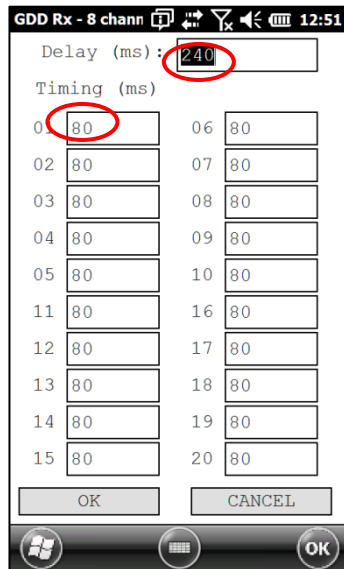 GDD Rx - 8 chann 12:51
Delay (ms): 240
Timing (ms)
01 80 06 80
02 80 07 80
03 80 08 80
04 80 09 80
05 80 10 80
11 80 16 80
12 80 17 80
13 80 18 80
14 80 19 80
15 80 20 80
OK CANCEL
OK